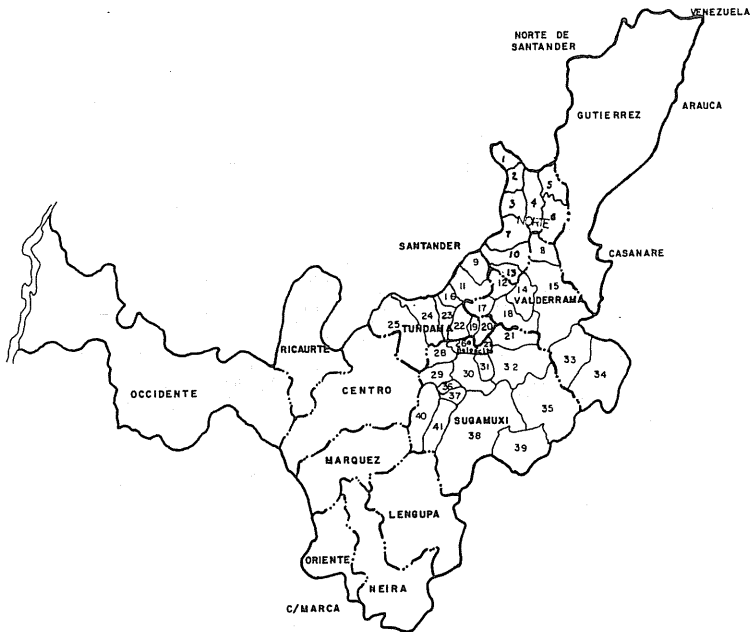 VENEZUELA
NORTE DE
SANTANDER
ARAUCA
GUTIERREZ
1
2
5
3
4
6
NORTE
7
SANTANDER
10
8
CASANARE
9
13
12
11
14
15
16
VALDERRAMA
17
18
25
24
23
TUNDAMA
22
19
20
21
28
26
27
RICAURTE
33
29
30
31
32
34
OCCIDENTE
CENTRO
36
37
40
35
41
SUGAMUXI
38
39
MARQUEZ
LENGUPA
ORIENTE
NEIRA
C/MARCA